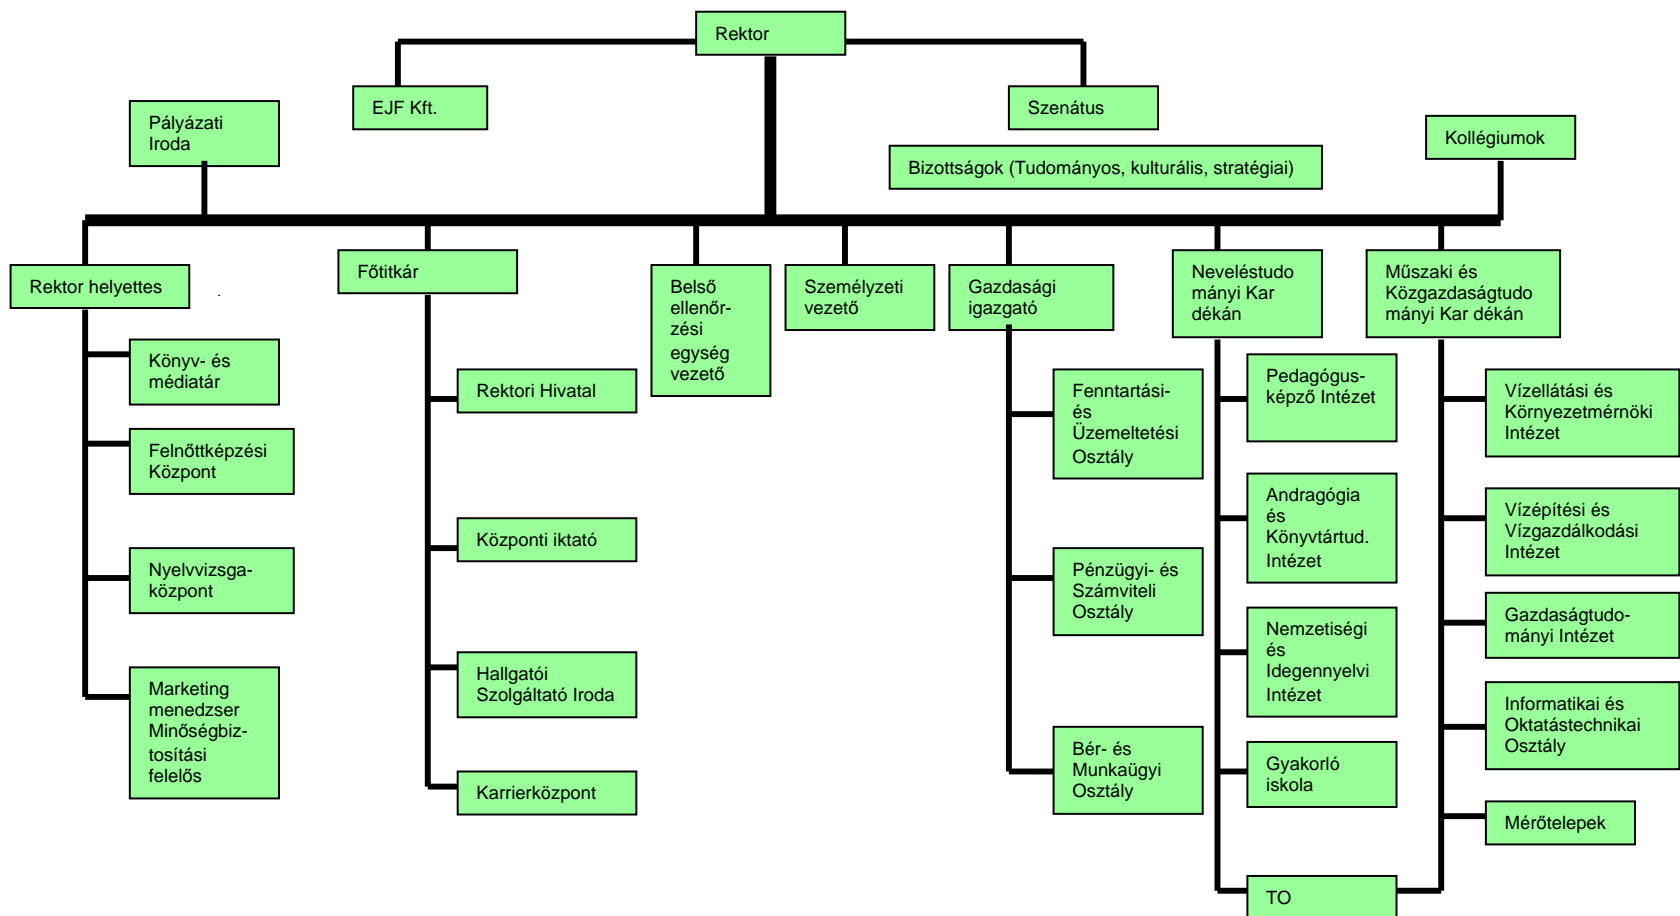 Rektor
EJF Kft.
Szenátus
Pályázati
Iroda
Kollégiumok
Bizottságok (Tudományos, kulturális, stratégiai)
Rektor helyettes
Főtitkár
Belső
ellenőr-
zési
egység
vezető
Személyzeti
vezető
Gazdasági
igazgató
Neveléstudo
mányi Kar
dékán
Műszaki és
Közgazdaságtudo
mányi Kar dékán
Könyv- és
médiatár
Felnőttképzési
Központ
Nyelvvizsga-
központ
Marketing
menedzser
Minőségbiz-
tosítási
felelős
Rektori Hivatal
Központi iktató
Hallgatói
Szolgáltató Iroda
Karrierközpont
Fenntartási-
és
Üzemeltetési
Osztály
Pénzügyi- és
Számviteli
Osztály
Bér- és
Munkaügyi
Osztály
Pedagógus-
képző Intézet
Andragógia
és
Könyvtártud.
Intézet
Nemzetiségi
és
Idegennyelvi
Intézet
Gyakorló
iskola
TO
Vízellátási és
Környezetmérnöki
Intézet
Vízépítési és
Vízgazdálkodási
Intézet
Gazdaságtudo-
mányi Intézet
Informatikai és
Oktatástechnikai
Osztály
Mérőtelepek